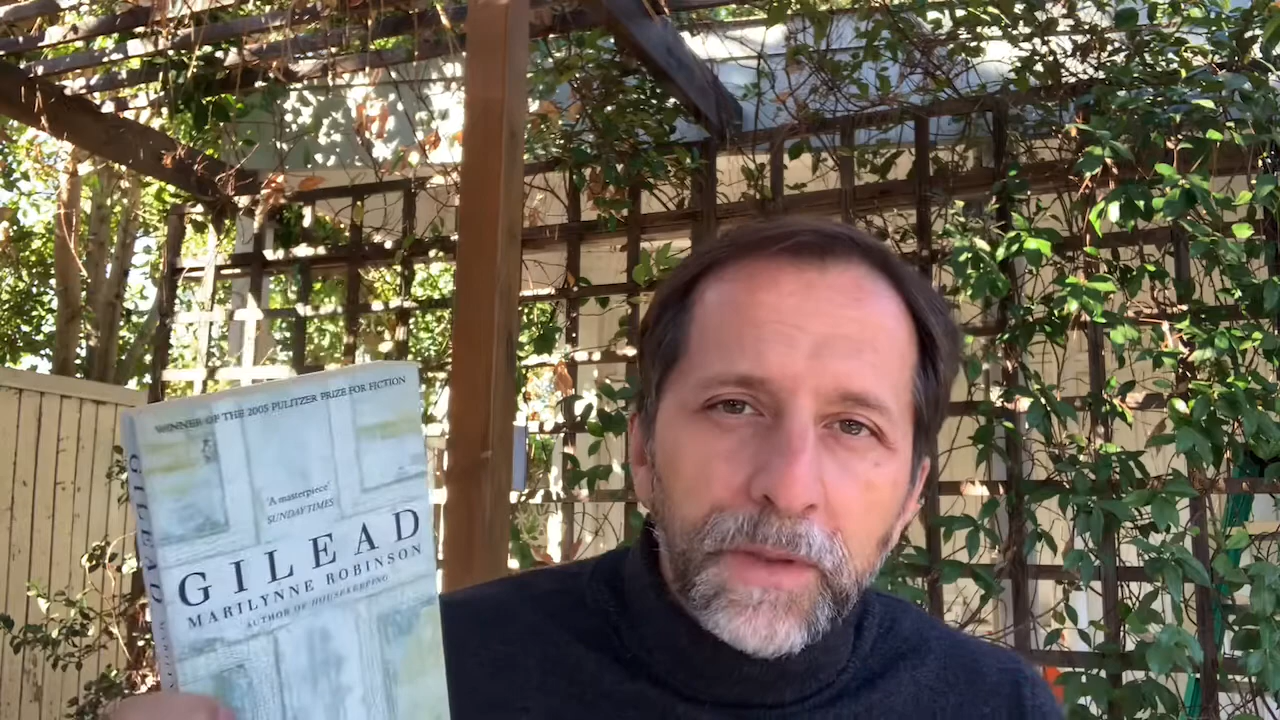 WINNER OF THE 2005 PULITZER PRIZE FOR FICTION
'A masterpiece'
SUNDAY TIMES
GILEAD
MARILYNNE ROBINSON
AUTHOR OF HOUSEKEEPING
GILEAD